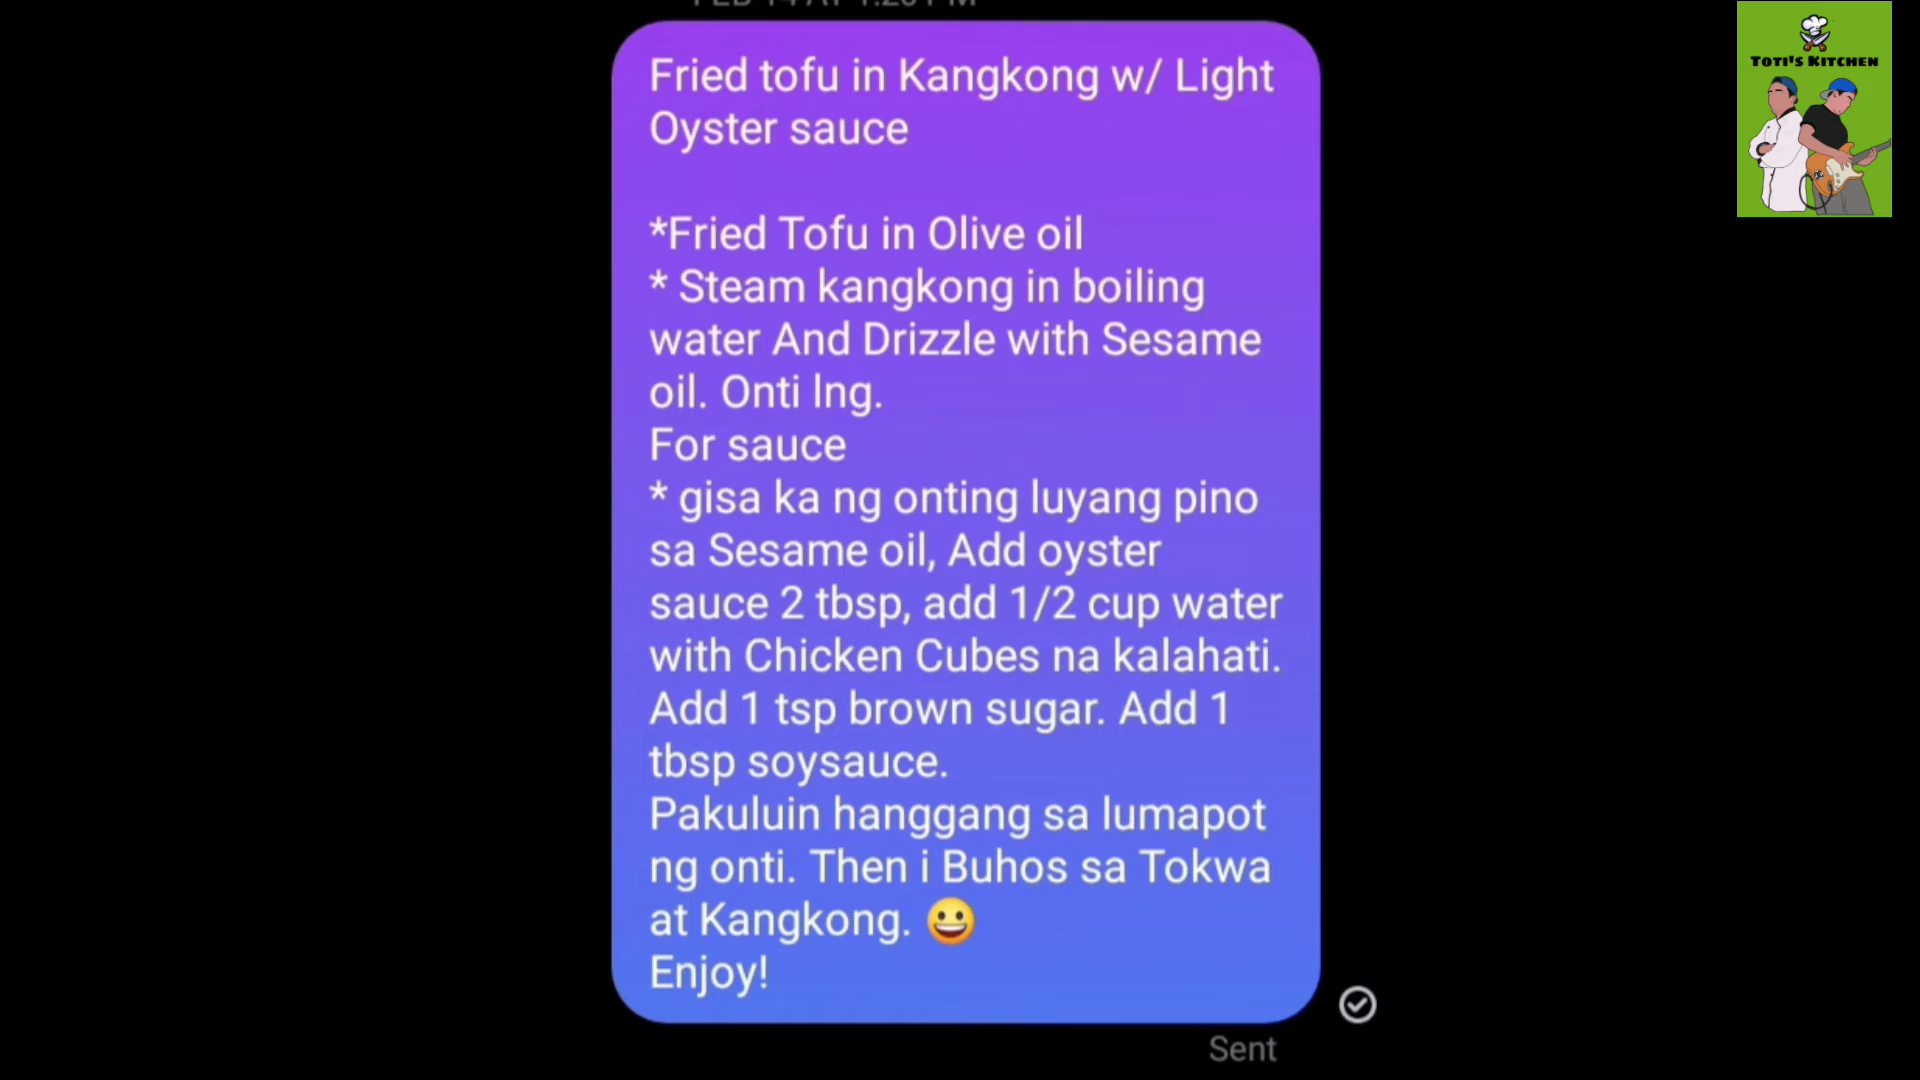 Fried tofu in Kangkong w/ Light
Oyster sauce
*Fried Tofu in Olive oil
* Steam kangkong in boiling
water And Drizzle with Sesame
oil. Onti lng.
For sauce
* gisa ka ng onting luyang pino
sa Sesame oil, Add oyster
sauce 2 tbsp, add 1/2 cup water
with Chicken Cubes na kalahati.
Add 1 tsp brown sugar. Add 1
tbsp soysauce.
Pakuluin hanggang sa lumapot
ng onti. Then i Buhos sa Tokwa
at Kangkong. 😀
Enjoy!
Sent
Toti's Kitchen